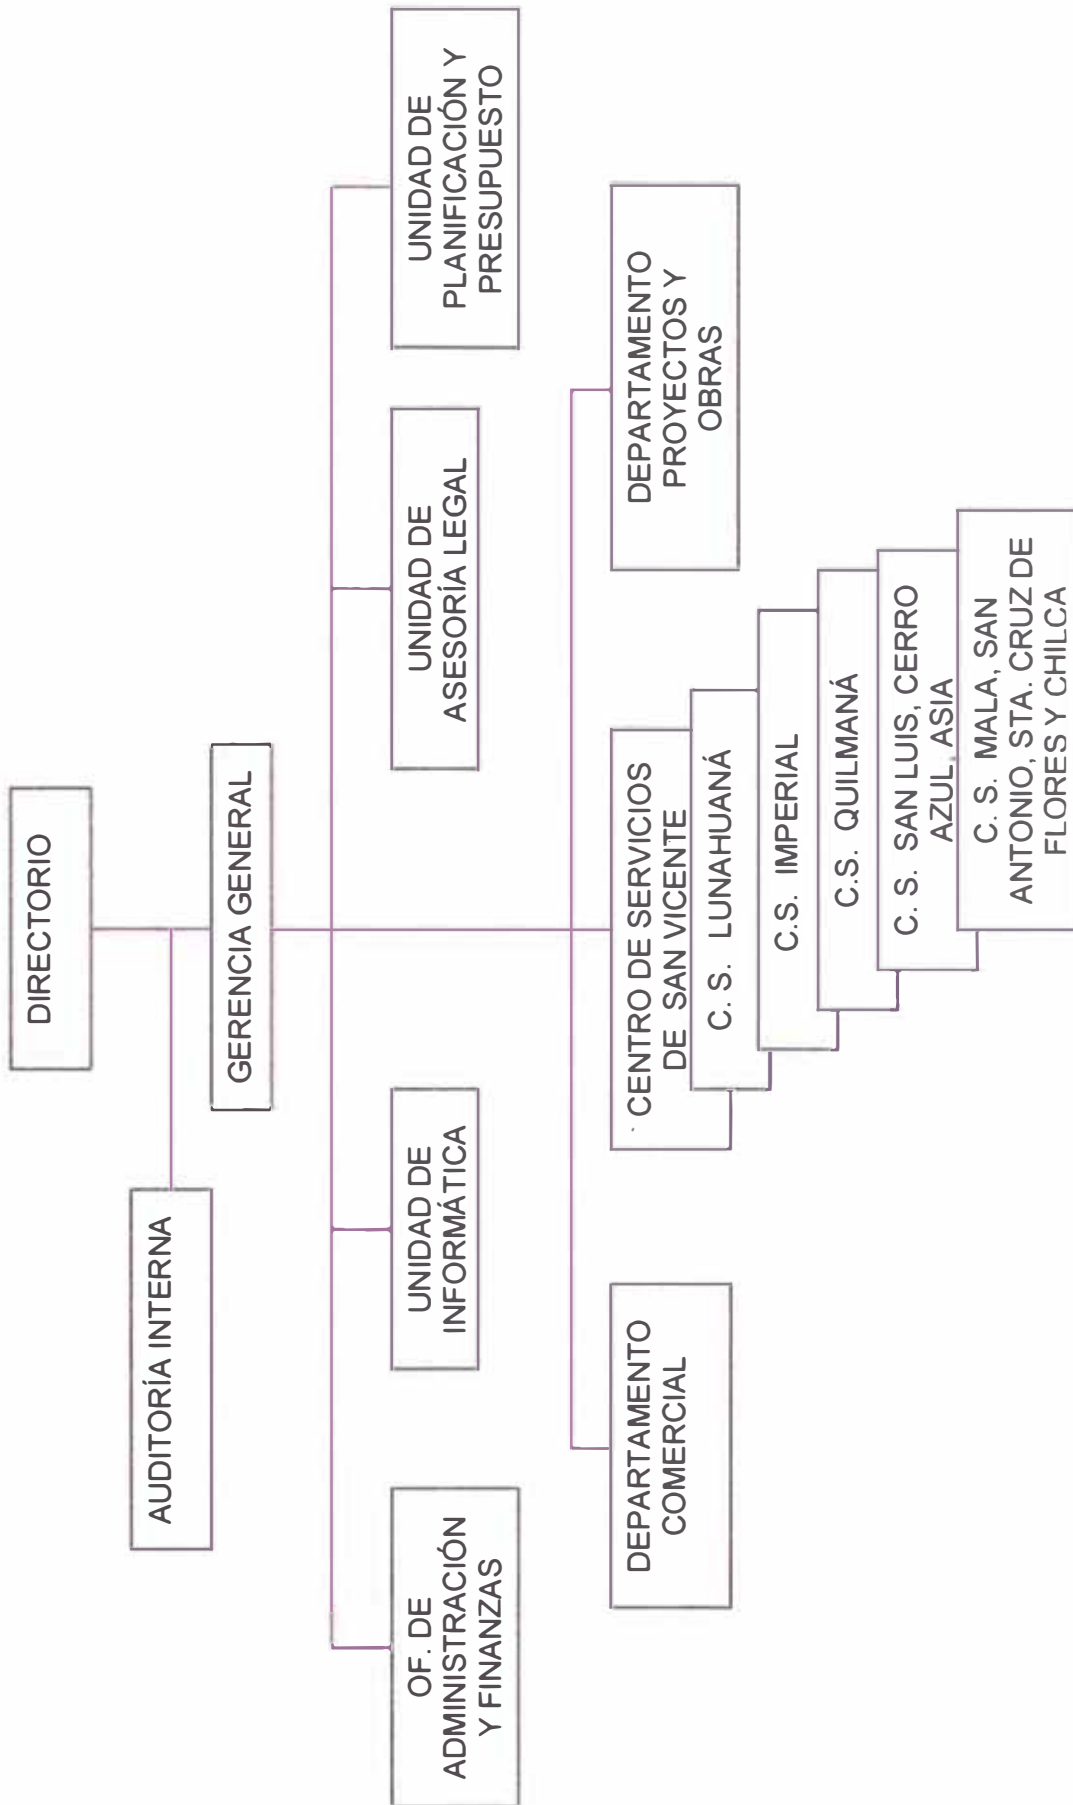 DIRECTORIO
AUDITORÍA INTERNA
GERENCIA GENERAL
OF. DE
ADMINISTRACIÓN
Y FINANZAS
UNIDAD DE
INFORMÁTICA
UNIDAD DE
ASESORÍA LEGAL
UNIDAD DE
PLANIFICACIÓN Y
PRESUPUESTO
DEPARTAMENTO
COMERCIAL
CENTRO DE SERVICIOS
DE SAN VICENTE
C. S. LUNAHUANÁ
C.S. IMPERIAL
C.S. QUILMANÁ
C. S. SAN LUIS, CERRO
AZUL, ASIA
C. S. MALA, SAN
ANTONIO, STA. CRUZ DE
FLORES Y CHILCA
DEPARTAMENTO
PROYECTOS Y
OBRAS